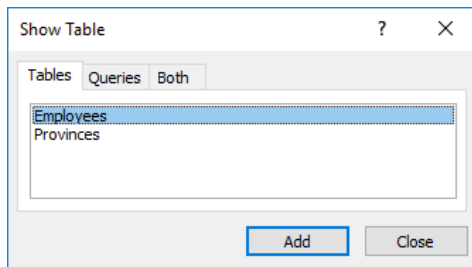 Show Table ?
Tables Queries Both
Employees
Provinces
Add Close